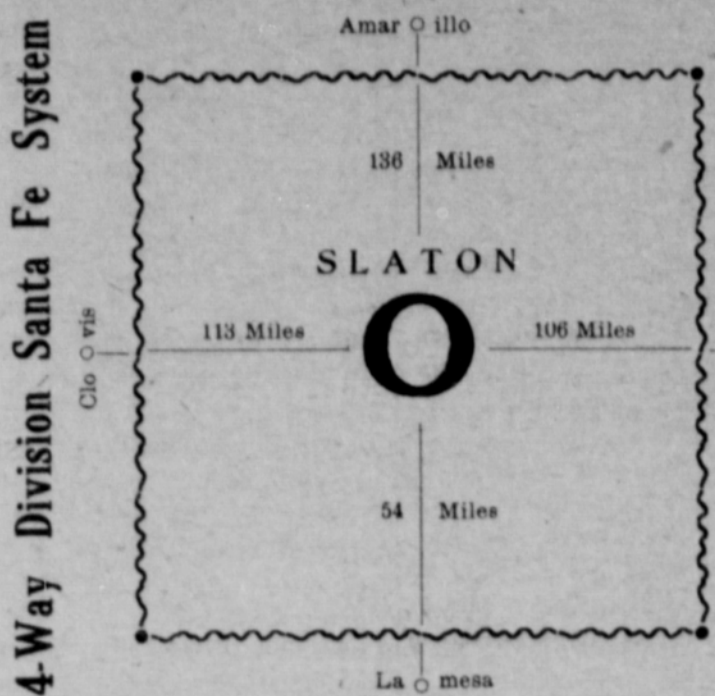 4-Way Division Santa Fe System
Amar illo
136 Miles
SLATON
O
Clo vis
113 Miles
106 Miles
54 Miles
La mesa